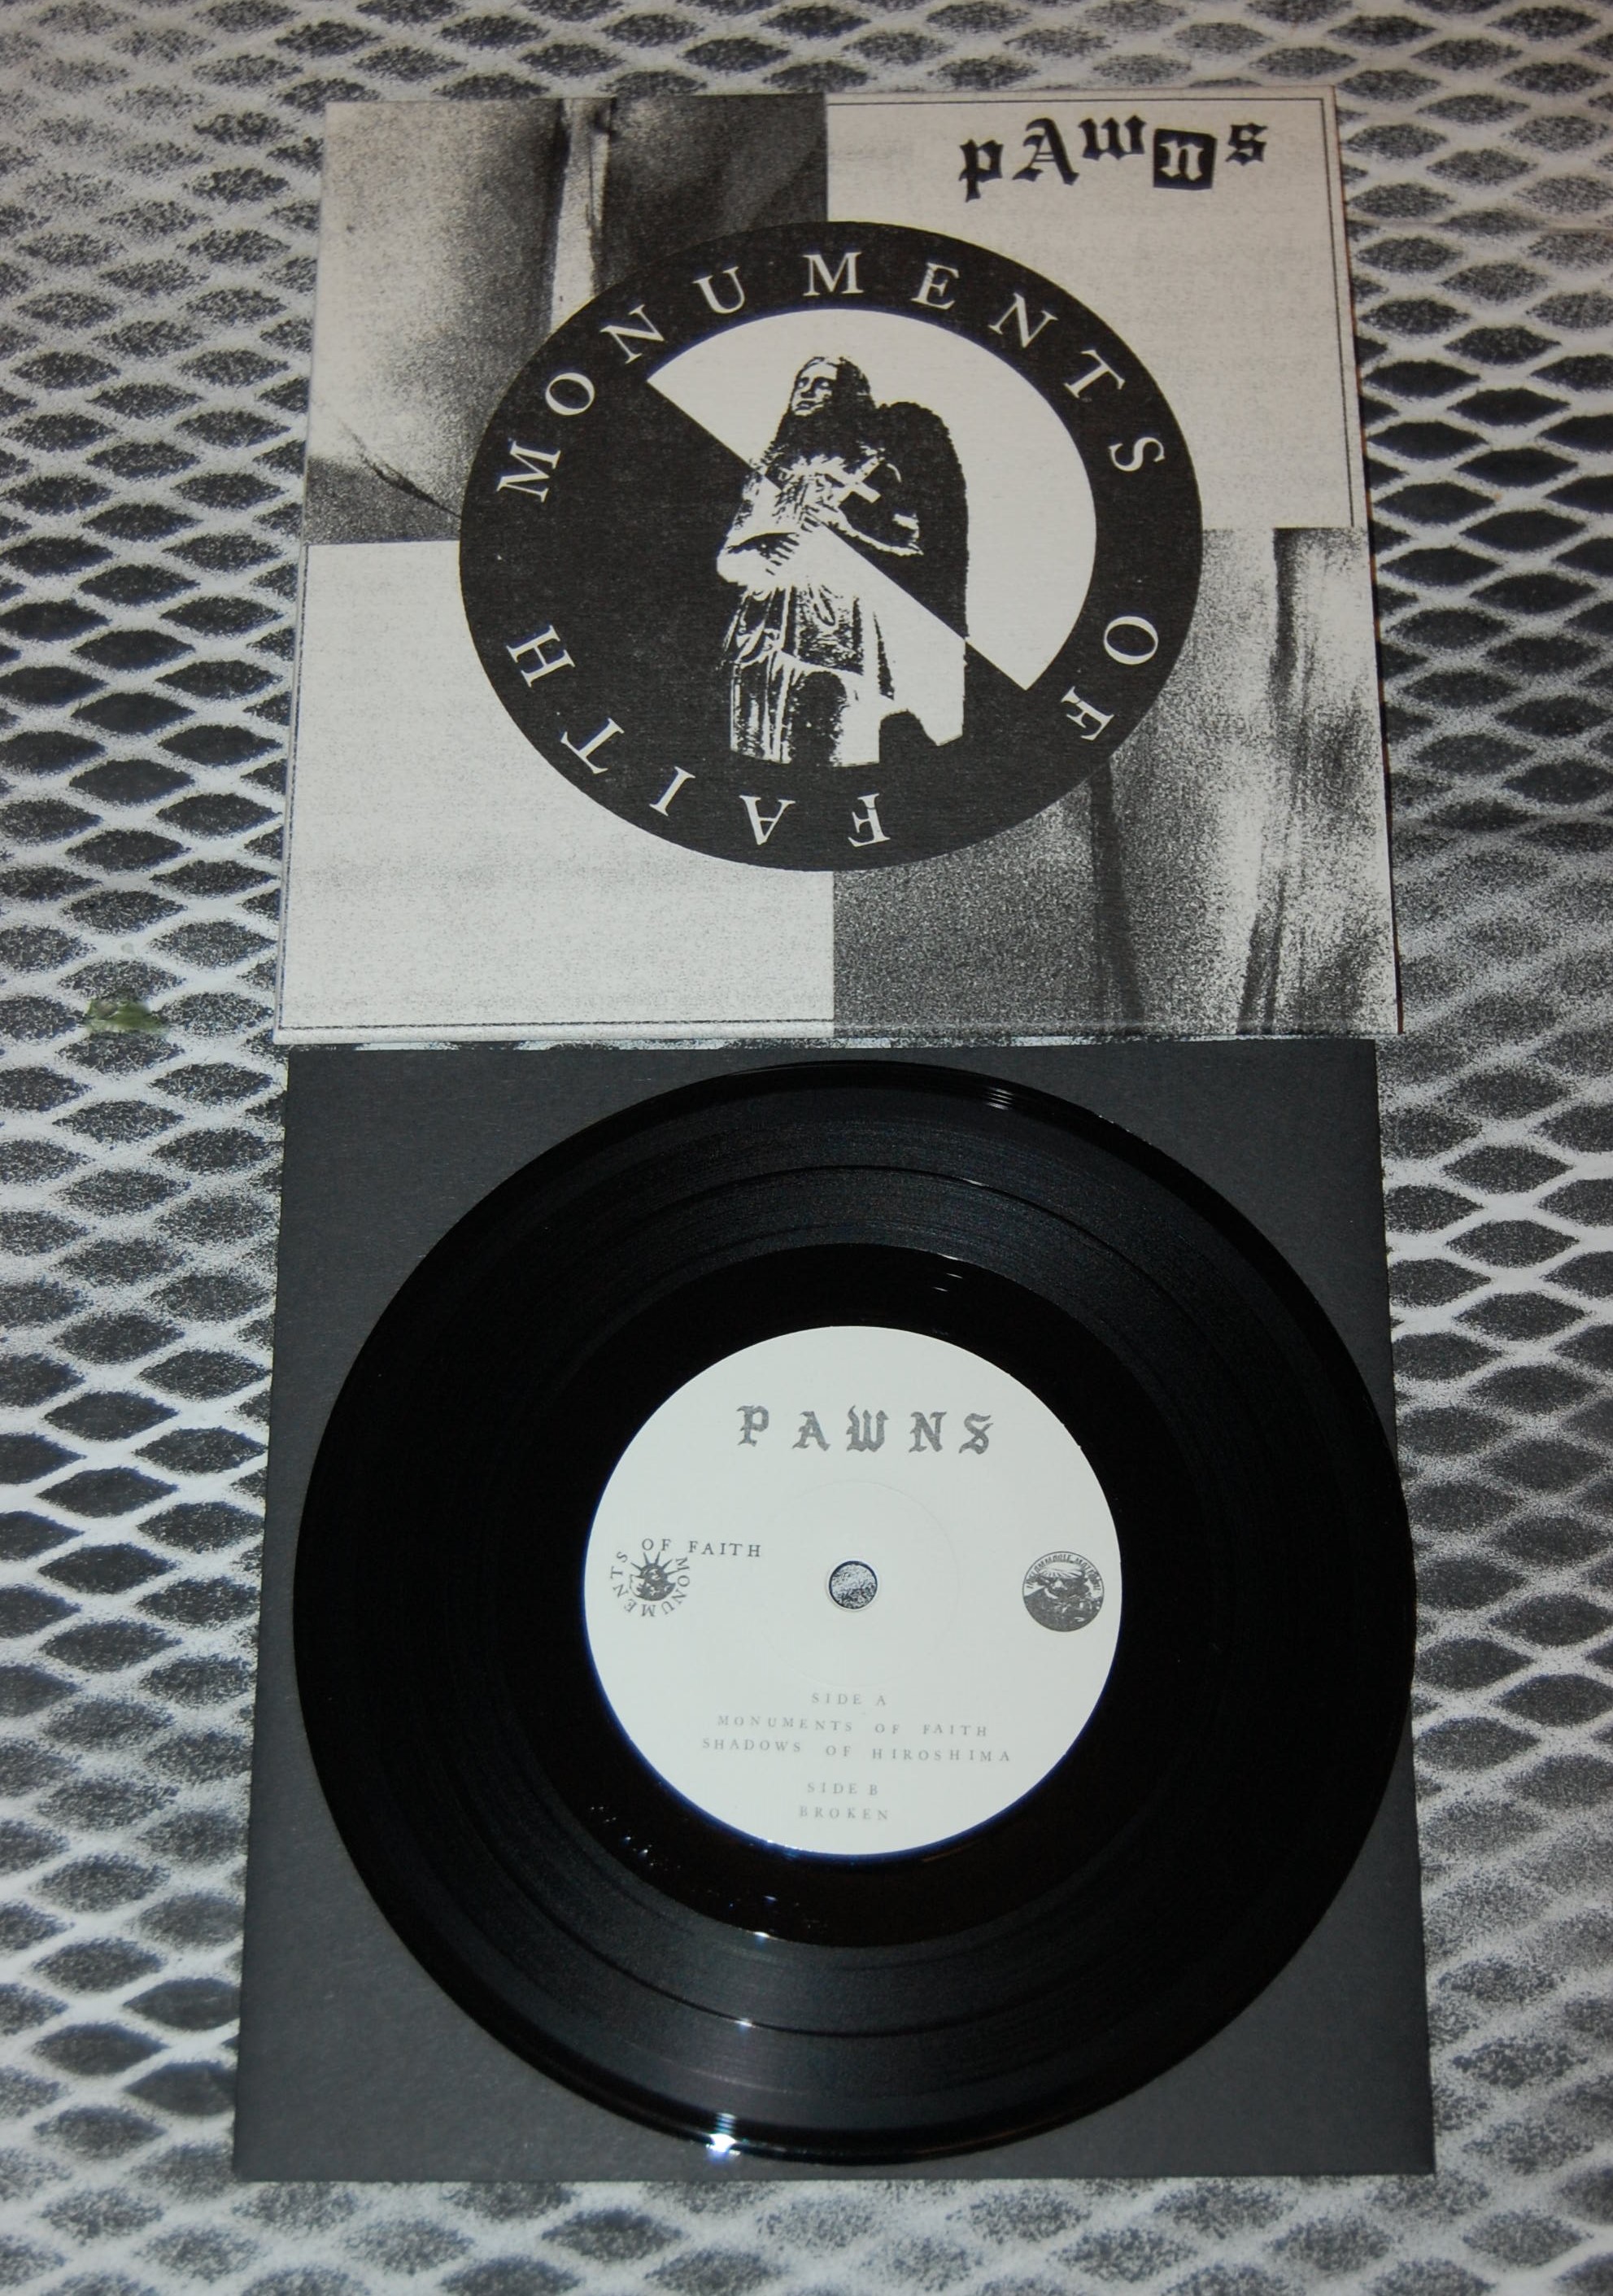 pAwns
MONUMENTS OF FAITH
PAWNS
MONUMENTS OF FAITH
SIDE A
MONUMENTS OF FAITH
SHADOWS OF HIROSHIMA
SIDE B
BROKEN